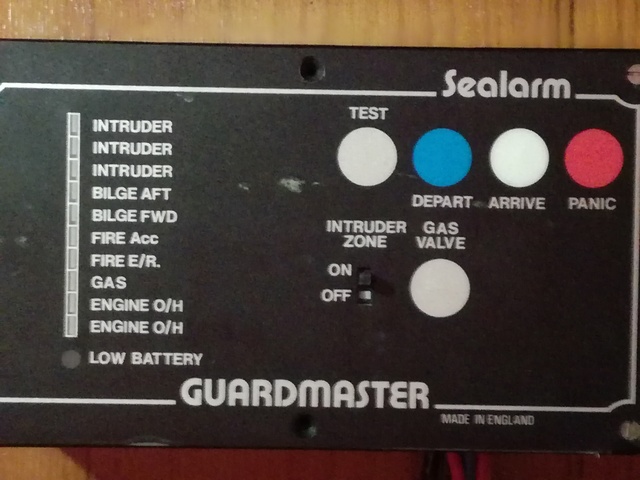 Sealarm
TEST
INTRUDER
INTRUDER
INTRUDER
BILGE AFT
BILGE FWD
FIRE Acc
FIRE E/R.
GAS
ENGINE O/H
ENGINE O/H
LOW BATTERY
DEPART
ARRIVE
PANIC
INTRUDER
ZONE
ON
OFF
GAS
VALVE
GUARDMASTER
MADE IN ENGLAND